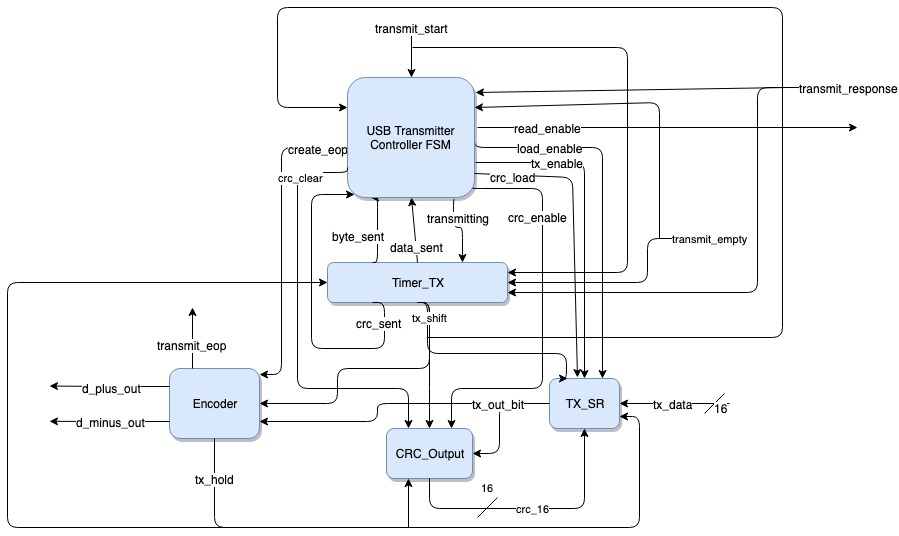 transmit_start
transmit_response
USB Transmitter
Controller FSM
read_enable
create_eop
load_enable
tx_enable
crc_clear
crc_load
transmitting
crc_enable
byte_sent
data_sent
transmit_empty
Timer_TX
crc_sent
tx_shift
transmit_eop
d_plus_out
Encoder
tx_out_bit
TX_SR
tx_data
16
d_minus_out
CRC_Output
tx_hold
16
crc_16